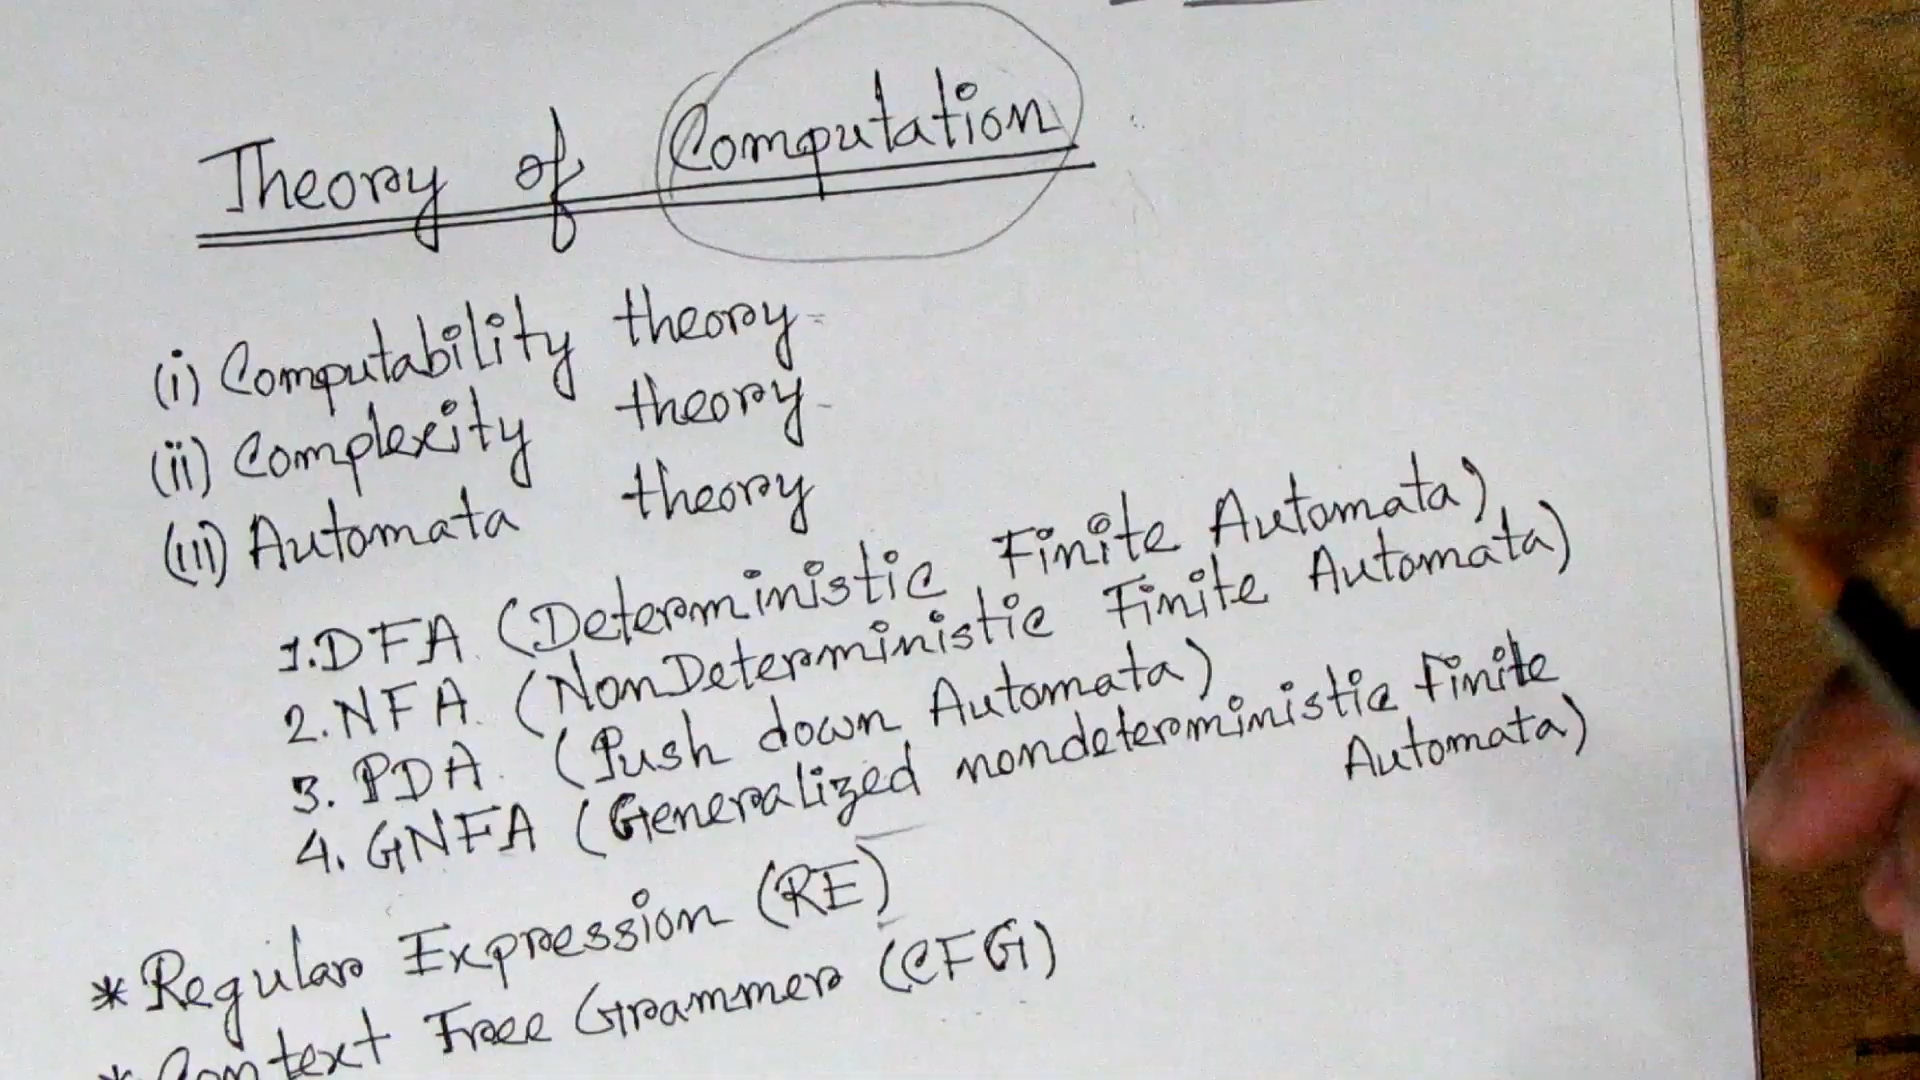 Theory of Computation
(i) Computability theory
(ii) Complexity theory
(iii) Automata theory
1. DFA (Deterministic Finite Automata)
2. NFA (NonDeterministic Finite Automata)
3. PDA (Push down Automata)
4. GNFA (Generalized nondeterministic Finite
Automata)
* Regular Expression (RE)
* Context Free Grammer (CFG)